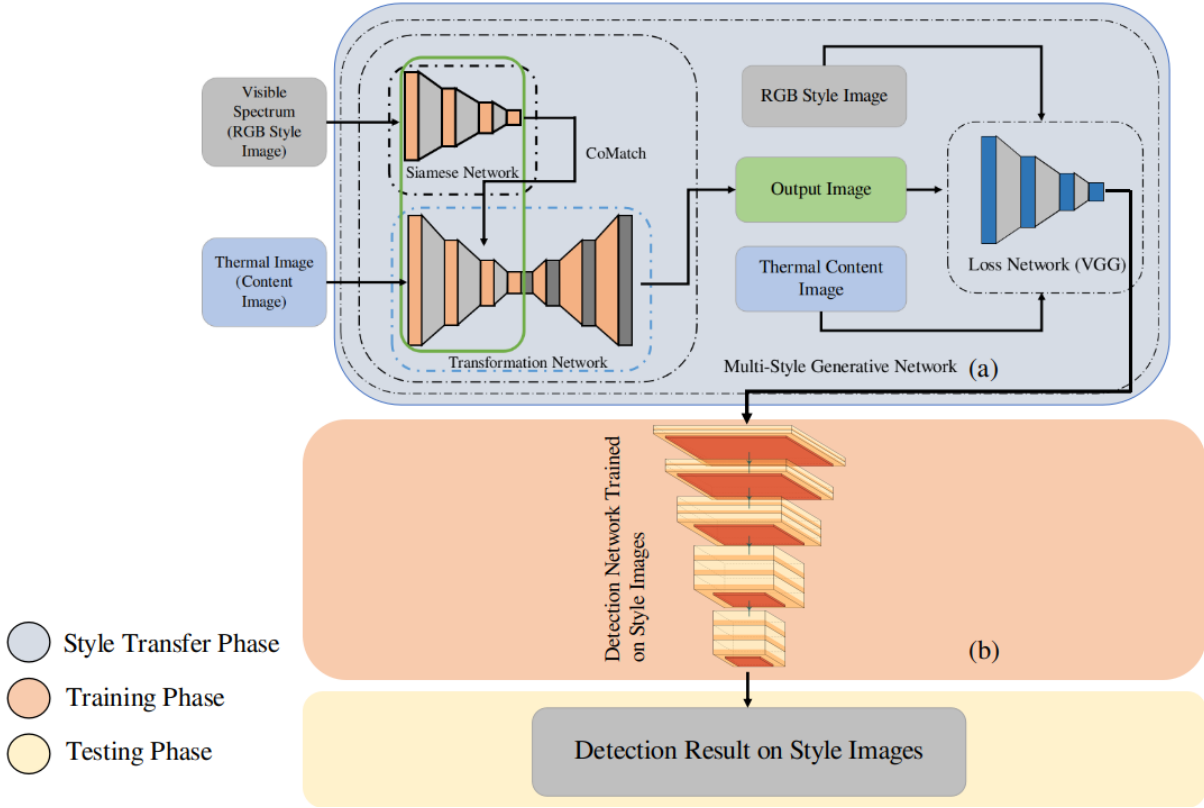 Visible
Spectrum
(RGB Style
Image)
Siamese Network
CoMatch
RGB Style Image
Output Image
Thermal Image
(Content
Image)
Thermal Content
Image
Loss Network (VGG)
Transformation Network
Multi-Style Generative Network
(a)
Detection Network Trained
on Style Images
(b)
Style Transfer Phase
Training Phase
Testing Phase
Detection Result on Style Images